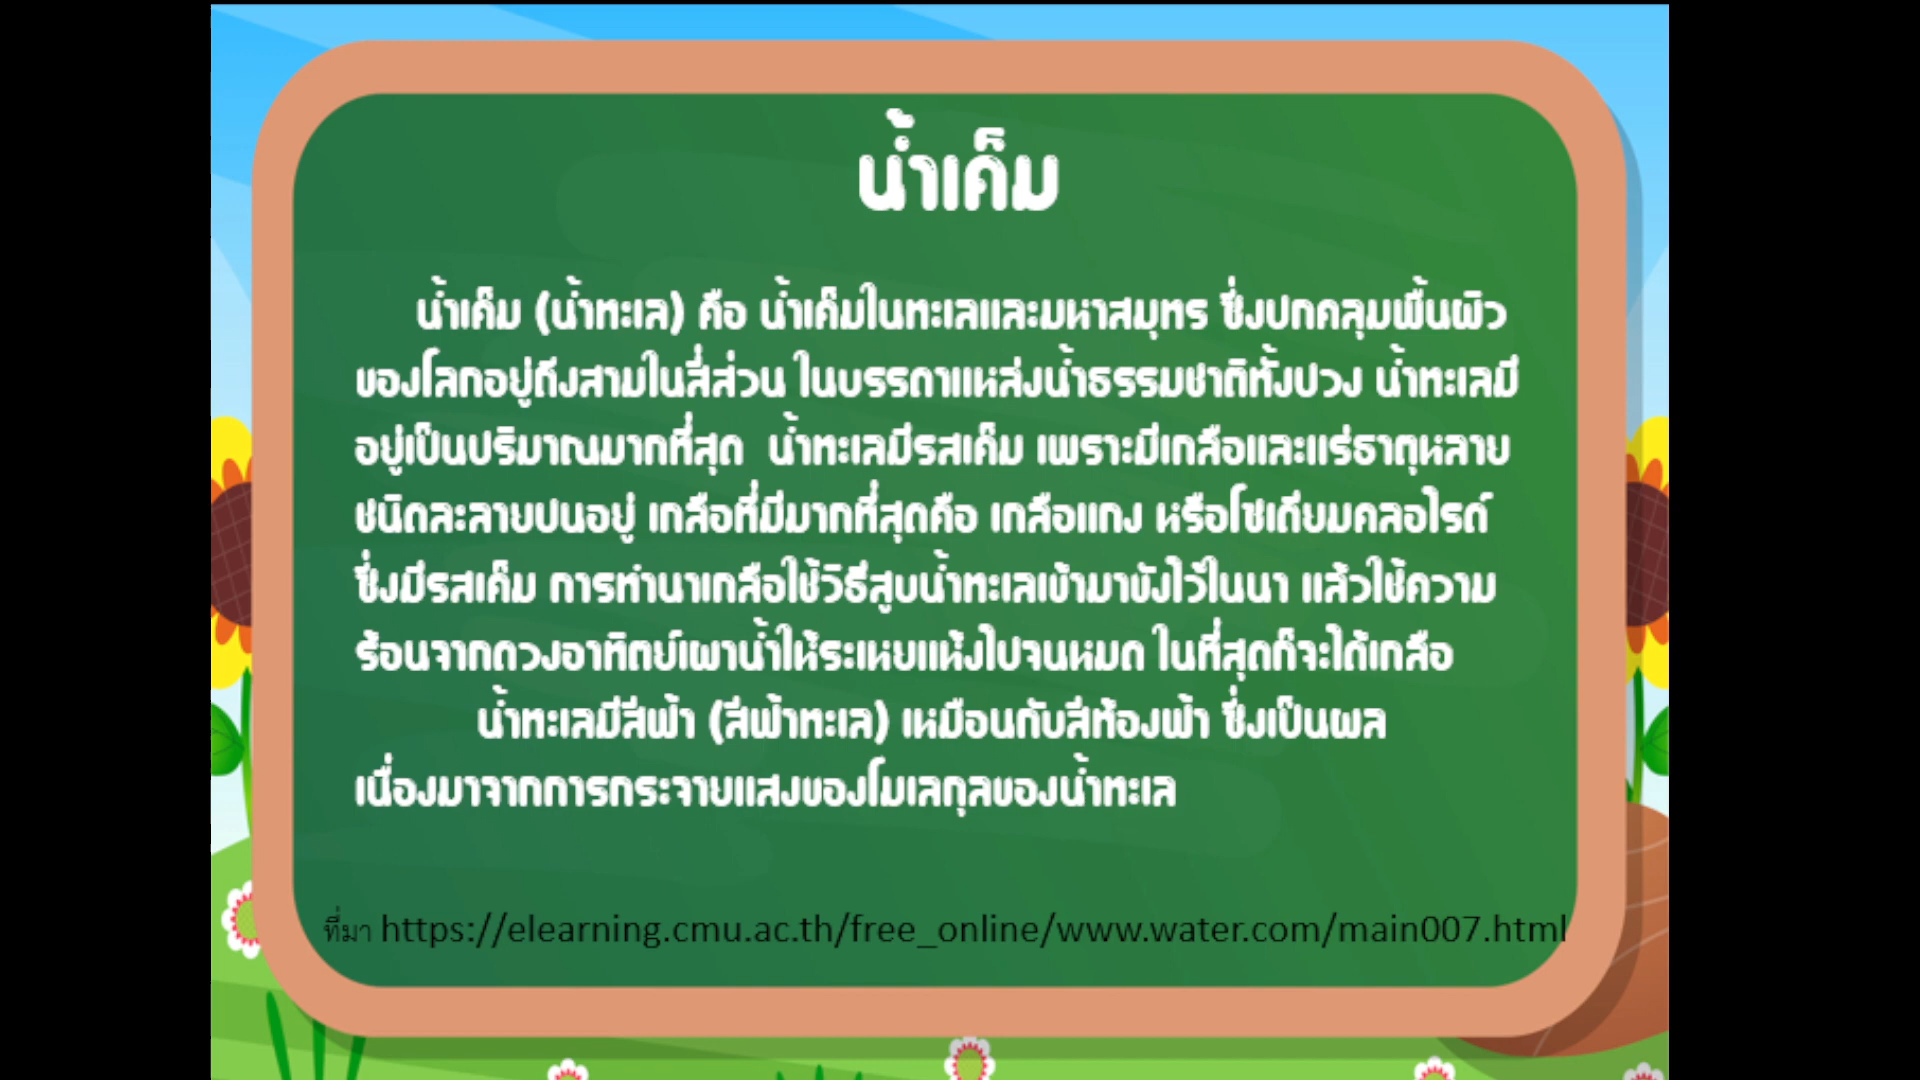 น้ำเค็ม
น้ำเค็ม (น้ำทะเล) คือ น้ำเค็มในทะเลและมหาสมุทร ซึ่งปกคลุมพื้นผิว
ของโลกอยู่ถึงสามในสี่ส่วน ในบรรดาแหล่งน้ำธรรมชาติทั้งปวง น้ำทะเลมี
อยู่เป็นปริมาณมากที่สุด น้ำทะเลมีรสเค็ม เพราะมีเกลือและแร่ธาตุหลาย
ชนิดละลายปนอยู่ เกลือที่มีมากที่สุดคือ เกลือแกง หรือโซเดียมคลอไรด์
ซึ่งมีรสเค็ม การทำนาเกลือใช้วิธีสูบน้ำทะเลเข้ามาขังไว้ในนา แล้วใช้ความ
ร้อนจากดวงอาทิตย์เผาน้ำให้ระเหยแห้งไปจนหมด ในที่สุดก็จะได้เกลือ
น้ำทะเลมีสีฟ้า (สีฟ้าทะเล) เหมือนกับสีท้องฟ้า ซึ่งเป็นผล
เนื่องมาจากการกระจายแสงของโมเลกุลของน้ำทะเล
ที่มา https://elearning.cmu.ac.th/free_online/www.water.com/main007.html